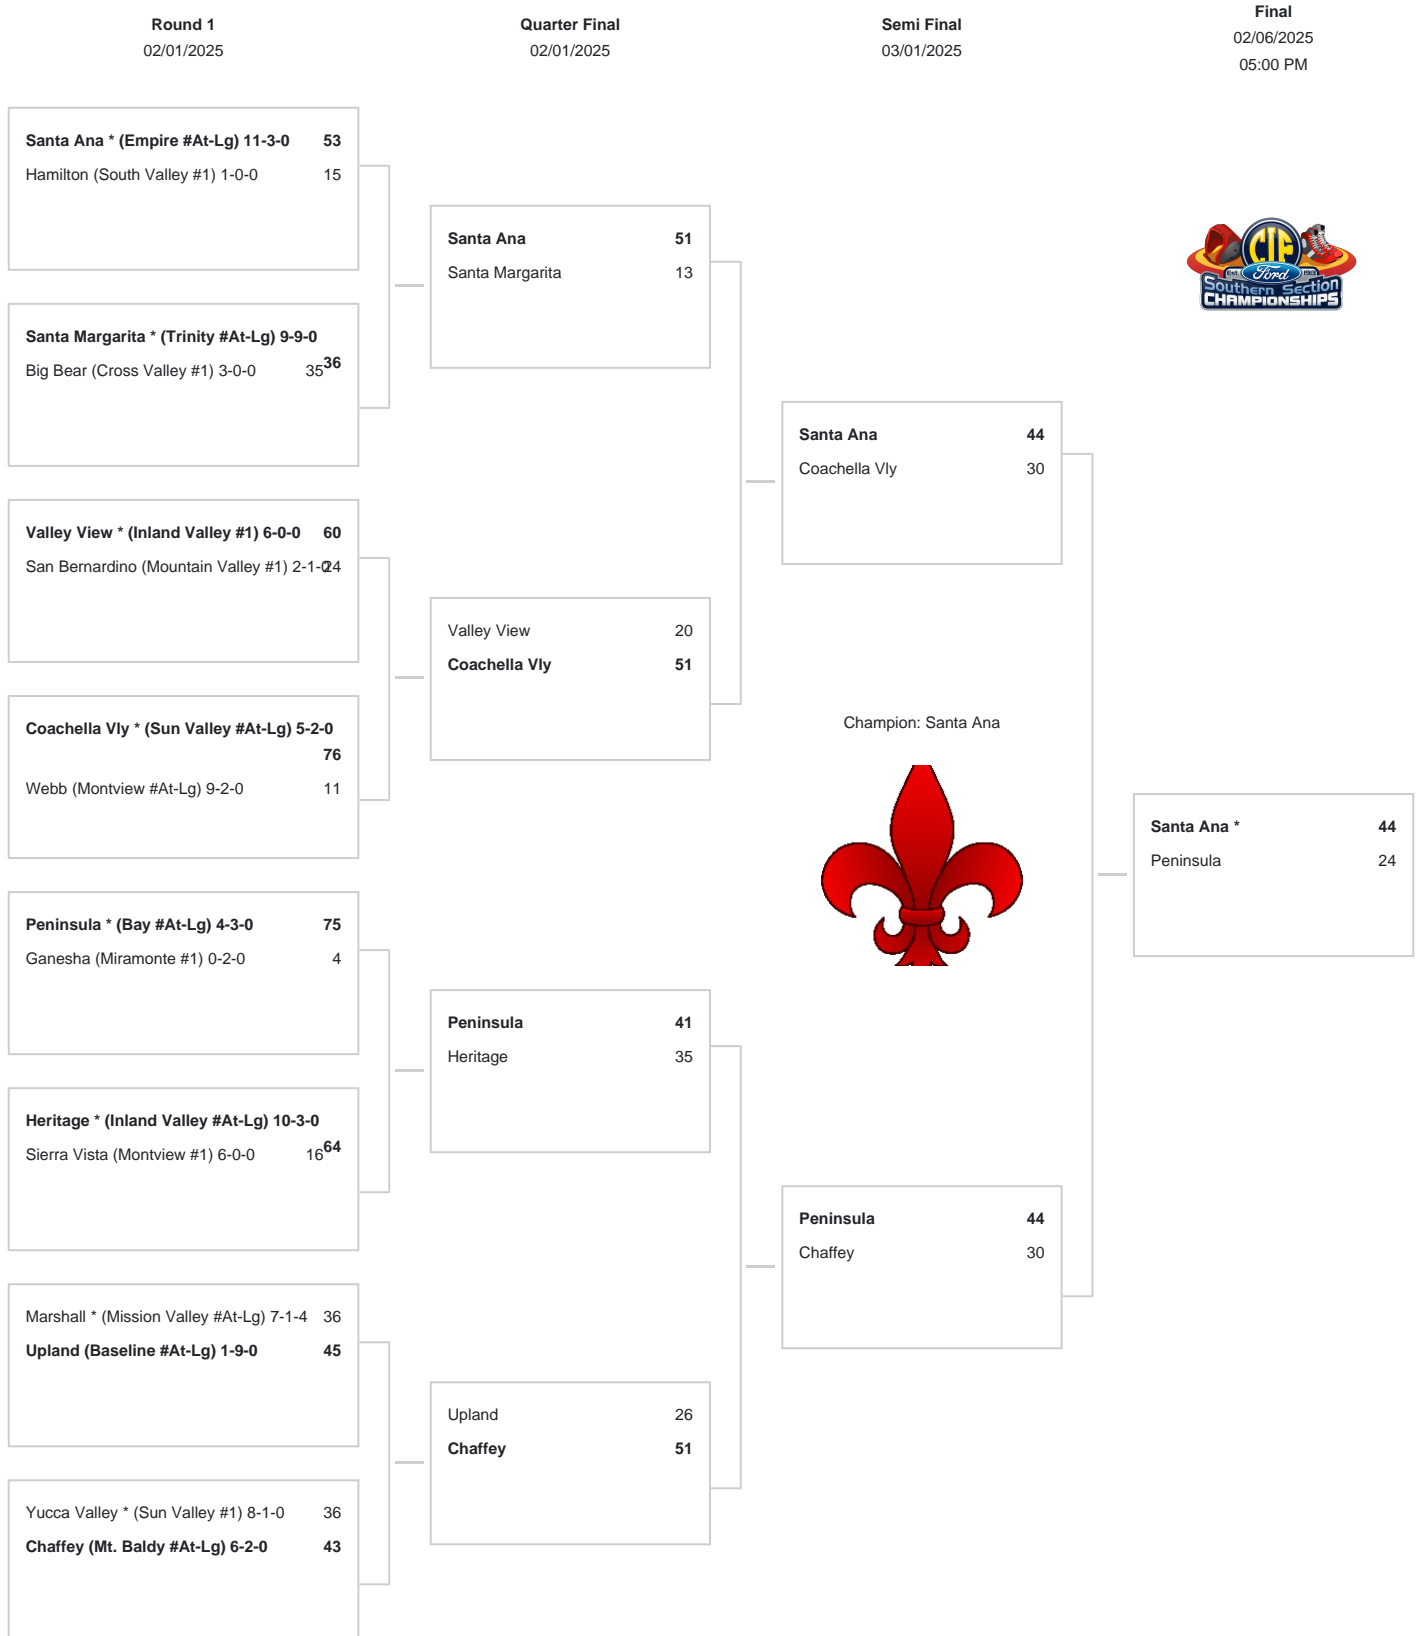 Round 1
02/01/2025
Quarter Final
02/01/2025
Semi Final
03/01/2025
Final
02/06/2025
05:00 PM
Santa Ana * (Empire #At-Lg) 11-3-0 53
Hamilton (South Valley #1) 1-0-0 15
Santa Margarita * (Trinity #At-Lg) 9-9-0
36
Big Bear (Cross Valley #1) 3-0-0 35
Valley View * (Inland Valley #1) 6-0-0 60
San Bernardino (Mountain Valley #1) 2-1-0 24
Coachella Vly * (Sun Valley #At-Lg) 5-2-0
76
Webb (Montview #At-Lg) 9-2-0 11
Peninsula * (Bay #At-Lg) 4-3-0 75
Ganesha (Miramonte #1) 0-2-0 4
Heritage * (Inland Valley #At-Lg) 10-3-0
64
Sierra Vista (Montview #1) 6-0-0 16
Marshall * (Mission Valley #At-Lg) 7-1-4 36
Upland (Baseline #At-Lg) 1-9-0 45
Yucca Valley * (Sun Valley #1) 8-1-0 36
Chaffey (Mt. Baldy #At-Lg) 6-2-0 43
Santa Ana 51
Santa Margarita 13
Valley View 20
Coachella Vly 51
Peninsula 41
Heritage 35
Upland 26
Chaffey 51
Santa Ana 44
Coachella Vly 30
Champion: Santa Ana
Peninsula 44
Chaffey 30
CIF
Est. 1913
Ford
Southern Section
CHAMPIONSHIPS
Santa Ana * 44
Peninsula 24